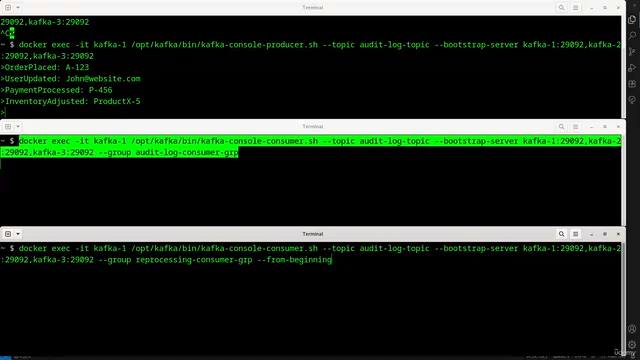 Terminal
29092,kafka-3:29092
^C
~ $ docker exec -it kafka-1 /opt/kafka/bin/kafka-console-producer.sh --topic audit-log-topic --bootstrap-server kafka-1:29092,kafka-2
:29092,kafka-3:29092
>OrderPlaced: A-123
>UserUpdated: John@website.com
>PaymentProcessed: P-456
>InventoryAdjusted: ProductX-5
>
Terminal
~ $ docker exec -it kafka-1 /opt/kafka/bin/kafka-console-consumer.sh --topic audit-log-topic --bootstrap-server kafka-1:29092,kafka-2
:29092,kafka-3:29092 --group audit-log-consumer-grp
Terminal
~ $ docker exec -it kafka-1 /opt/kafka/bin/kafka-console-consumer.sh --topic audit-log-topic --bootstrap-server kafka-1:29092,kafka-2
:29092,kafka-3:29092 --group reprocessing-consumer-grp --from-beginning
udemy